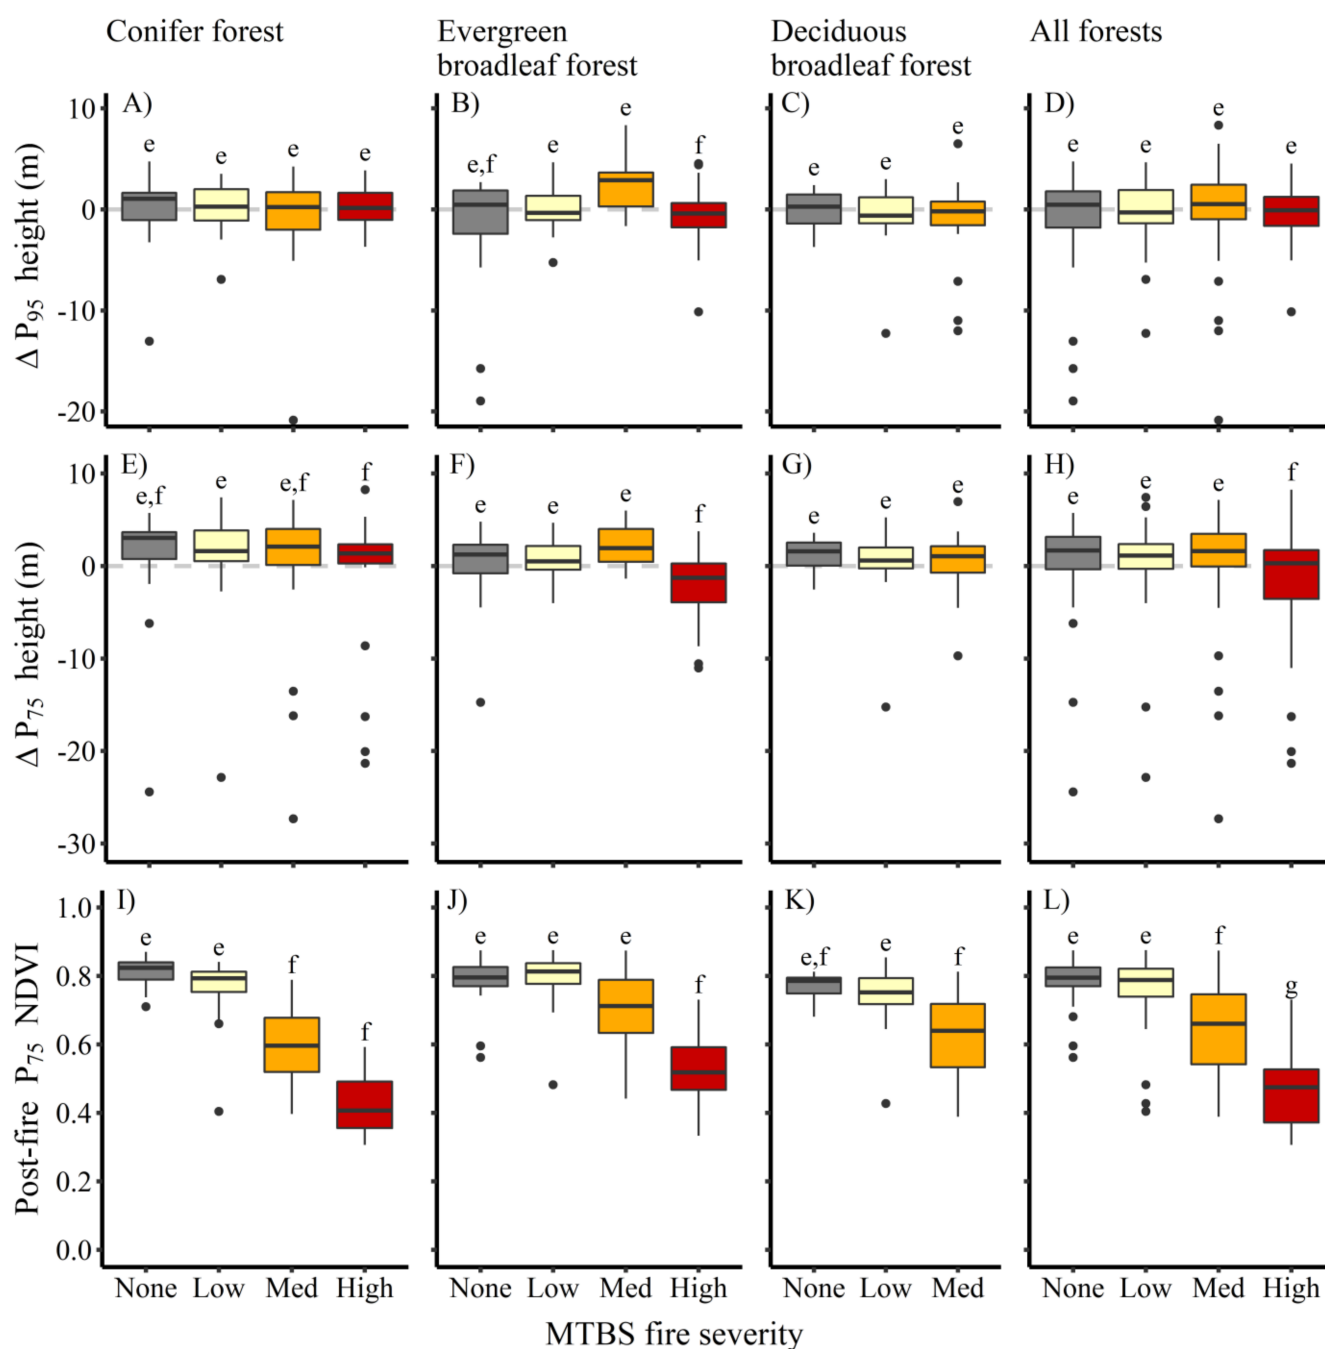 Conifer forest
Evergreen
broadleaf forest
Deciduous
broadleaf forest
All forests
A)
B)
C)
D)
10
0
-10
-20
Δ P95 height (m)
e
e
e
e
e,f
e
e
f
e
e
e
e
e
e
e
E)
F)
G)
H)
10
0
-10
-20
-30
Δ P75 height (m)
e,f
e
e,f
f
e
e
e
f
e
e
e
e
e
e
f
I)
J)
K)
L)
1.0
0.8
0.6
0.4
0.2
0.0
Post-fire P75 NDVI
e
e
f
f
e
e
e
f
e,f
e
f
e
e
f
g
None Low Med High
None Low Med High
None Low Med
None Low Med High
MTBS fire severity